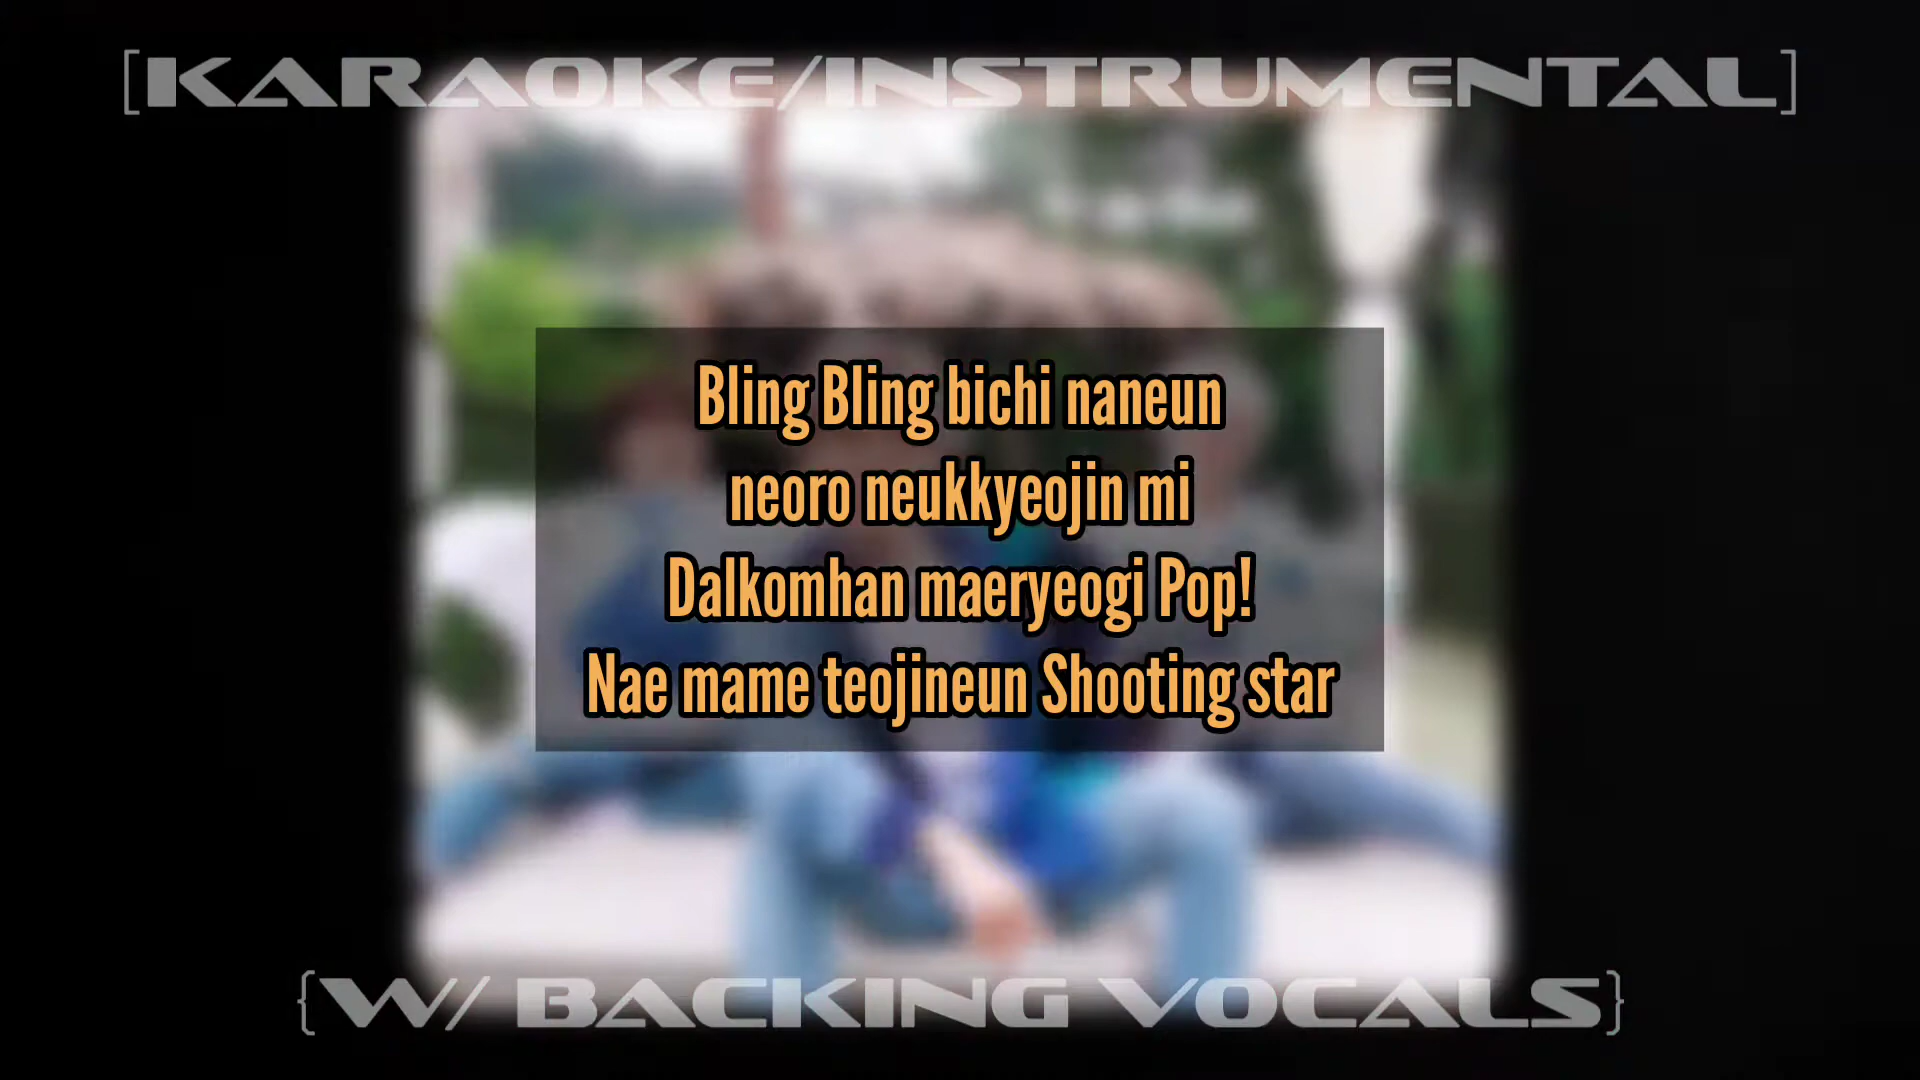 [KARAOKE/INSTRUMENTAL]
Bling Bling bichi naneun
neoro neukkyeojin mi
Dalkomhan maeryeogi Pop!
Nae mame teojineun Shooting star
{W/ BACKING VOCALS}